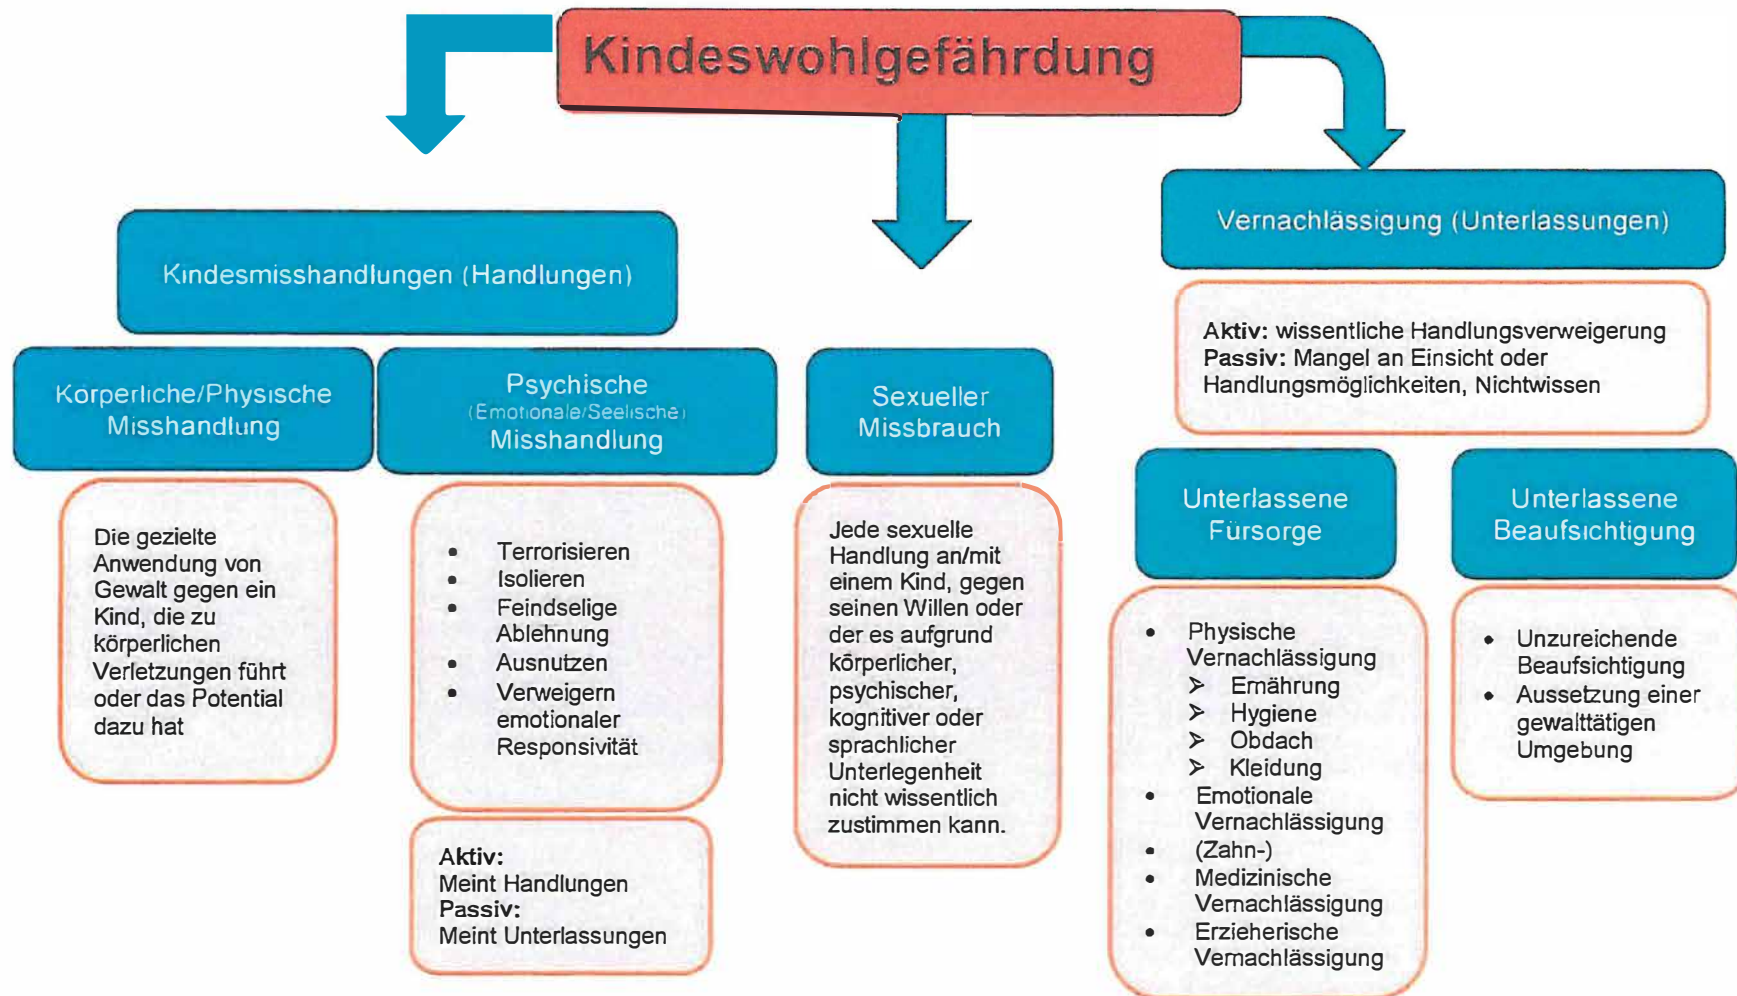 Kindeswohlgefährdung
Kindesmisshandlungen (Handlungen)
Körperliche/Physische
Misshandlung
Die gezielte
Anwendung von
Gewalt gegen ein
Kind, die zu
körperlichen
Verletzungen führt
oder das Potential
dazu hat
Psychische
(Emotionale/Seelische)
Misshandlung
• Terrorisieren
• Isolieren
• Feindselige
Ablehnung
• Ausnutzen
• Verweigern
emotionaler
Responsivität
Aktiv:
Meint Handlungen
Passiv:
Meint Unterlassungen
Sexueller
Missbrauch
Jede sexuelle
Handlung an/mit
einem Kind, gegen
seinen Willen oder
der es aufgrund
körperlicher,
psychischer,
kognitiver oder
sprachlicher
Unterlegenheit
nicht wissentlich
zustimmen kann.
Vernachlässigung (Unterlassungen)
Aktiv: wissentliche Handlungsverweigerung
Passiv: Mangel an Einsicht oder
Handlungsmöglichkeiten, Nichtwissen
Unterlassene
Fürsorge
• Physische
Vernachlässigung
➢ Ernährung
➢ Hygiene
➢ Obdach
➢ Kleidung
• Emotionale
Vernachlässigung
• (Zahn-)
• Medizinische
Vernachlässigung
• Erzieherische
Vernachlässigung
Unterlassene
Beaufsichtigung
• Unzureichende
Beaufsichtigung
• Aussetzung einer
gewalttätigen
Umgebung